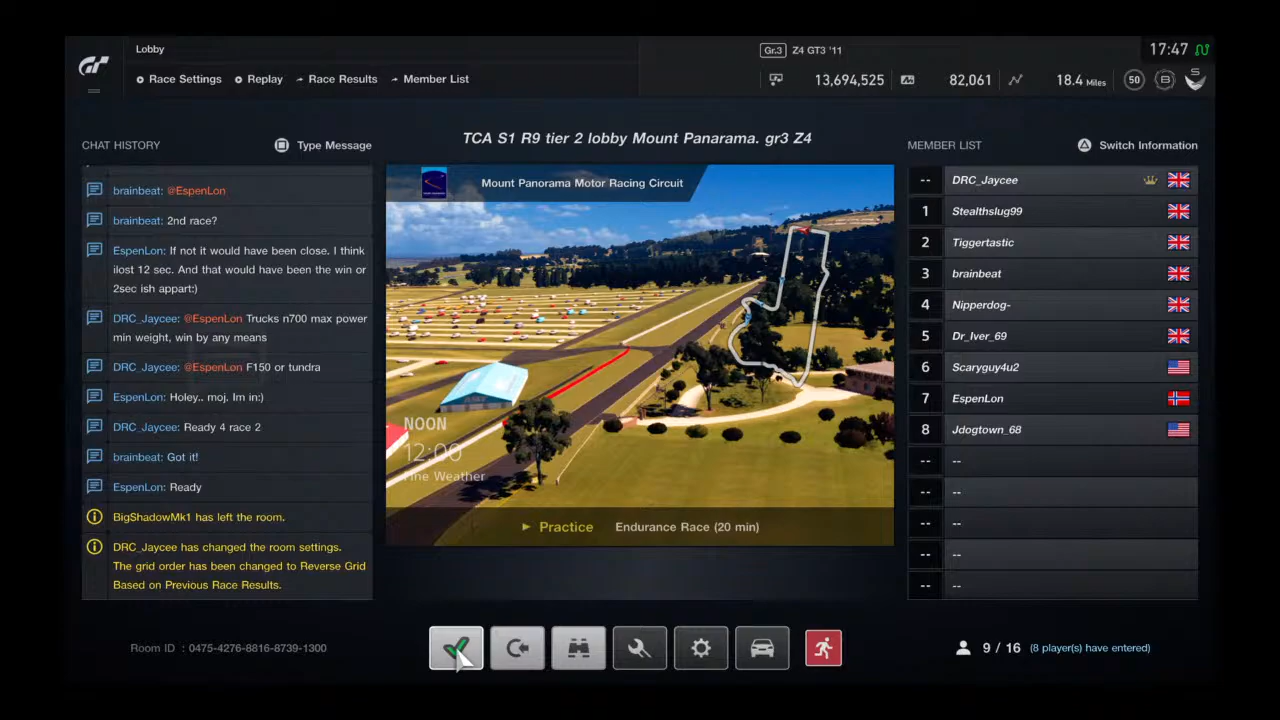 Lobby
Gr.3 Z4 GT3 '11
17:47
Race Settings Replay Race Results Member List
13,694,525 82,061 18.4 Miles 50 B S
TCA S1 R9 tier 2 lobby Mount Panarama. gr3 Z4
CHAT HISTORY Type Message
MEMBER LIST Switch Information
Mount Panorama Motor Racing Circuit
brainbeat: @EspenLon
brainbeat: 2nd race?
EspenLon: If not it would have been close. I think
ilost 12 sec. And that would have been the win or
2sec ish appart:)
DRC_Jaycee: @EspenLon Trucks n700 max power
min weight, win by any means
DRC_Jaycee: @EspenLon F150 or tundra
EspenLon: Holey.. moj. Im in:)
DRC_Jaycee: Ready 4 race 2
brainbeat: Got it!
EspenLon: Ready
BigShadowMk1 has left the room.
DRC_Jaycee has changed the room settings.
The grid order has been changed to Reverse Grid
Based on Previous Race Results.
NOON
12:00
Fine Weather
Practice Endurance Race (20 min)
-- DRC_Jaycee
1 Stealthslug99
2 Tiggertastic
3 brainbeat
4 Nipperdog-
5 Dr_Iver_69
6 Scaryguy4u2
7 EspenLon
8 Jdogtown_68
-- --
-- --
-- --
-- --
-- --
Room ID : 0475-4276-8816-8739-1300
9 / 16 (8 player(s) have entered)